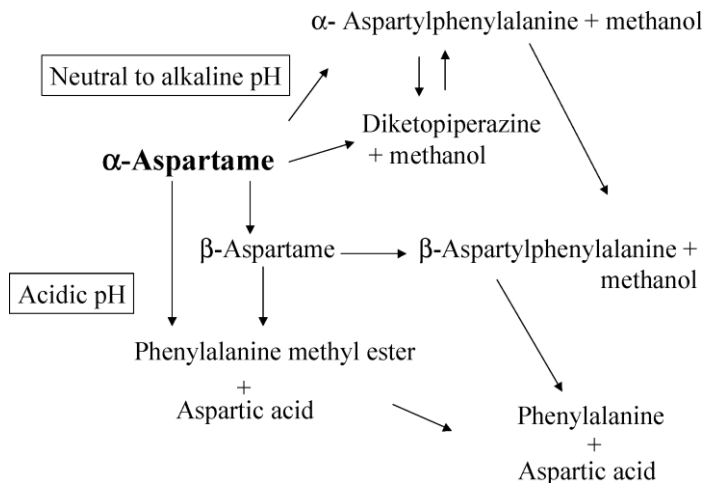 α- Aspartylphenylalanine + methanol
Neutral to alkaline pH
Diketopiperazine
+ methanol
α-Aspartame
β-Aspartame
β-Aspartylphenylalanine +
methanol
Acidic pH
Phenylalanine methyl ester
+
Aspartic acid
Phenylalanine
+
Aspartic acid